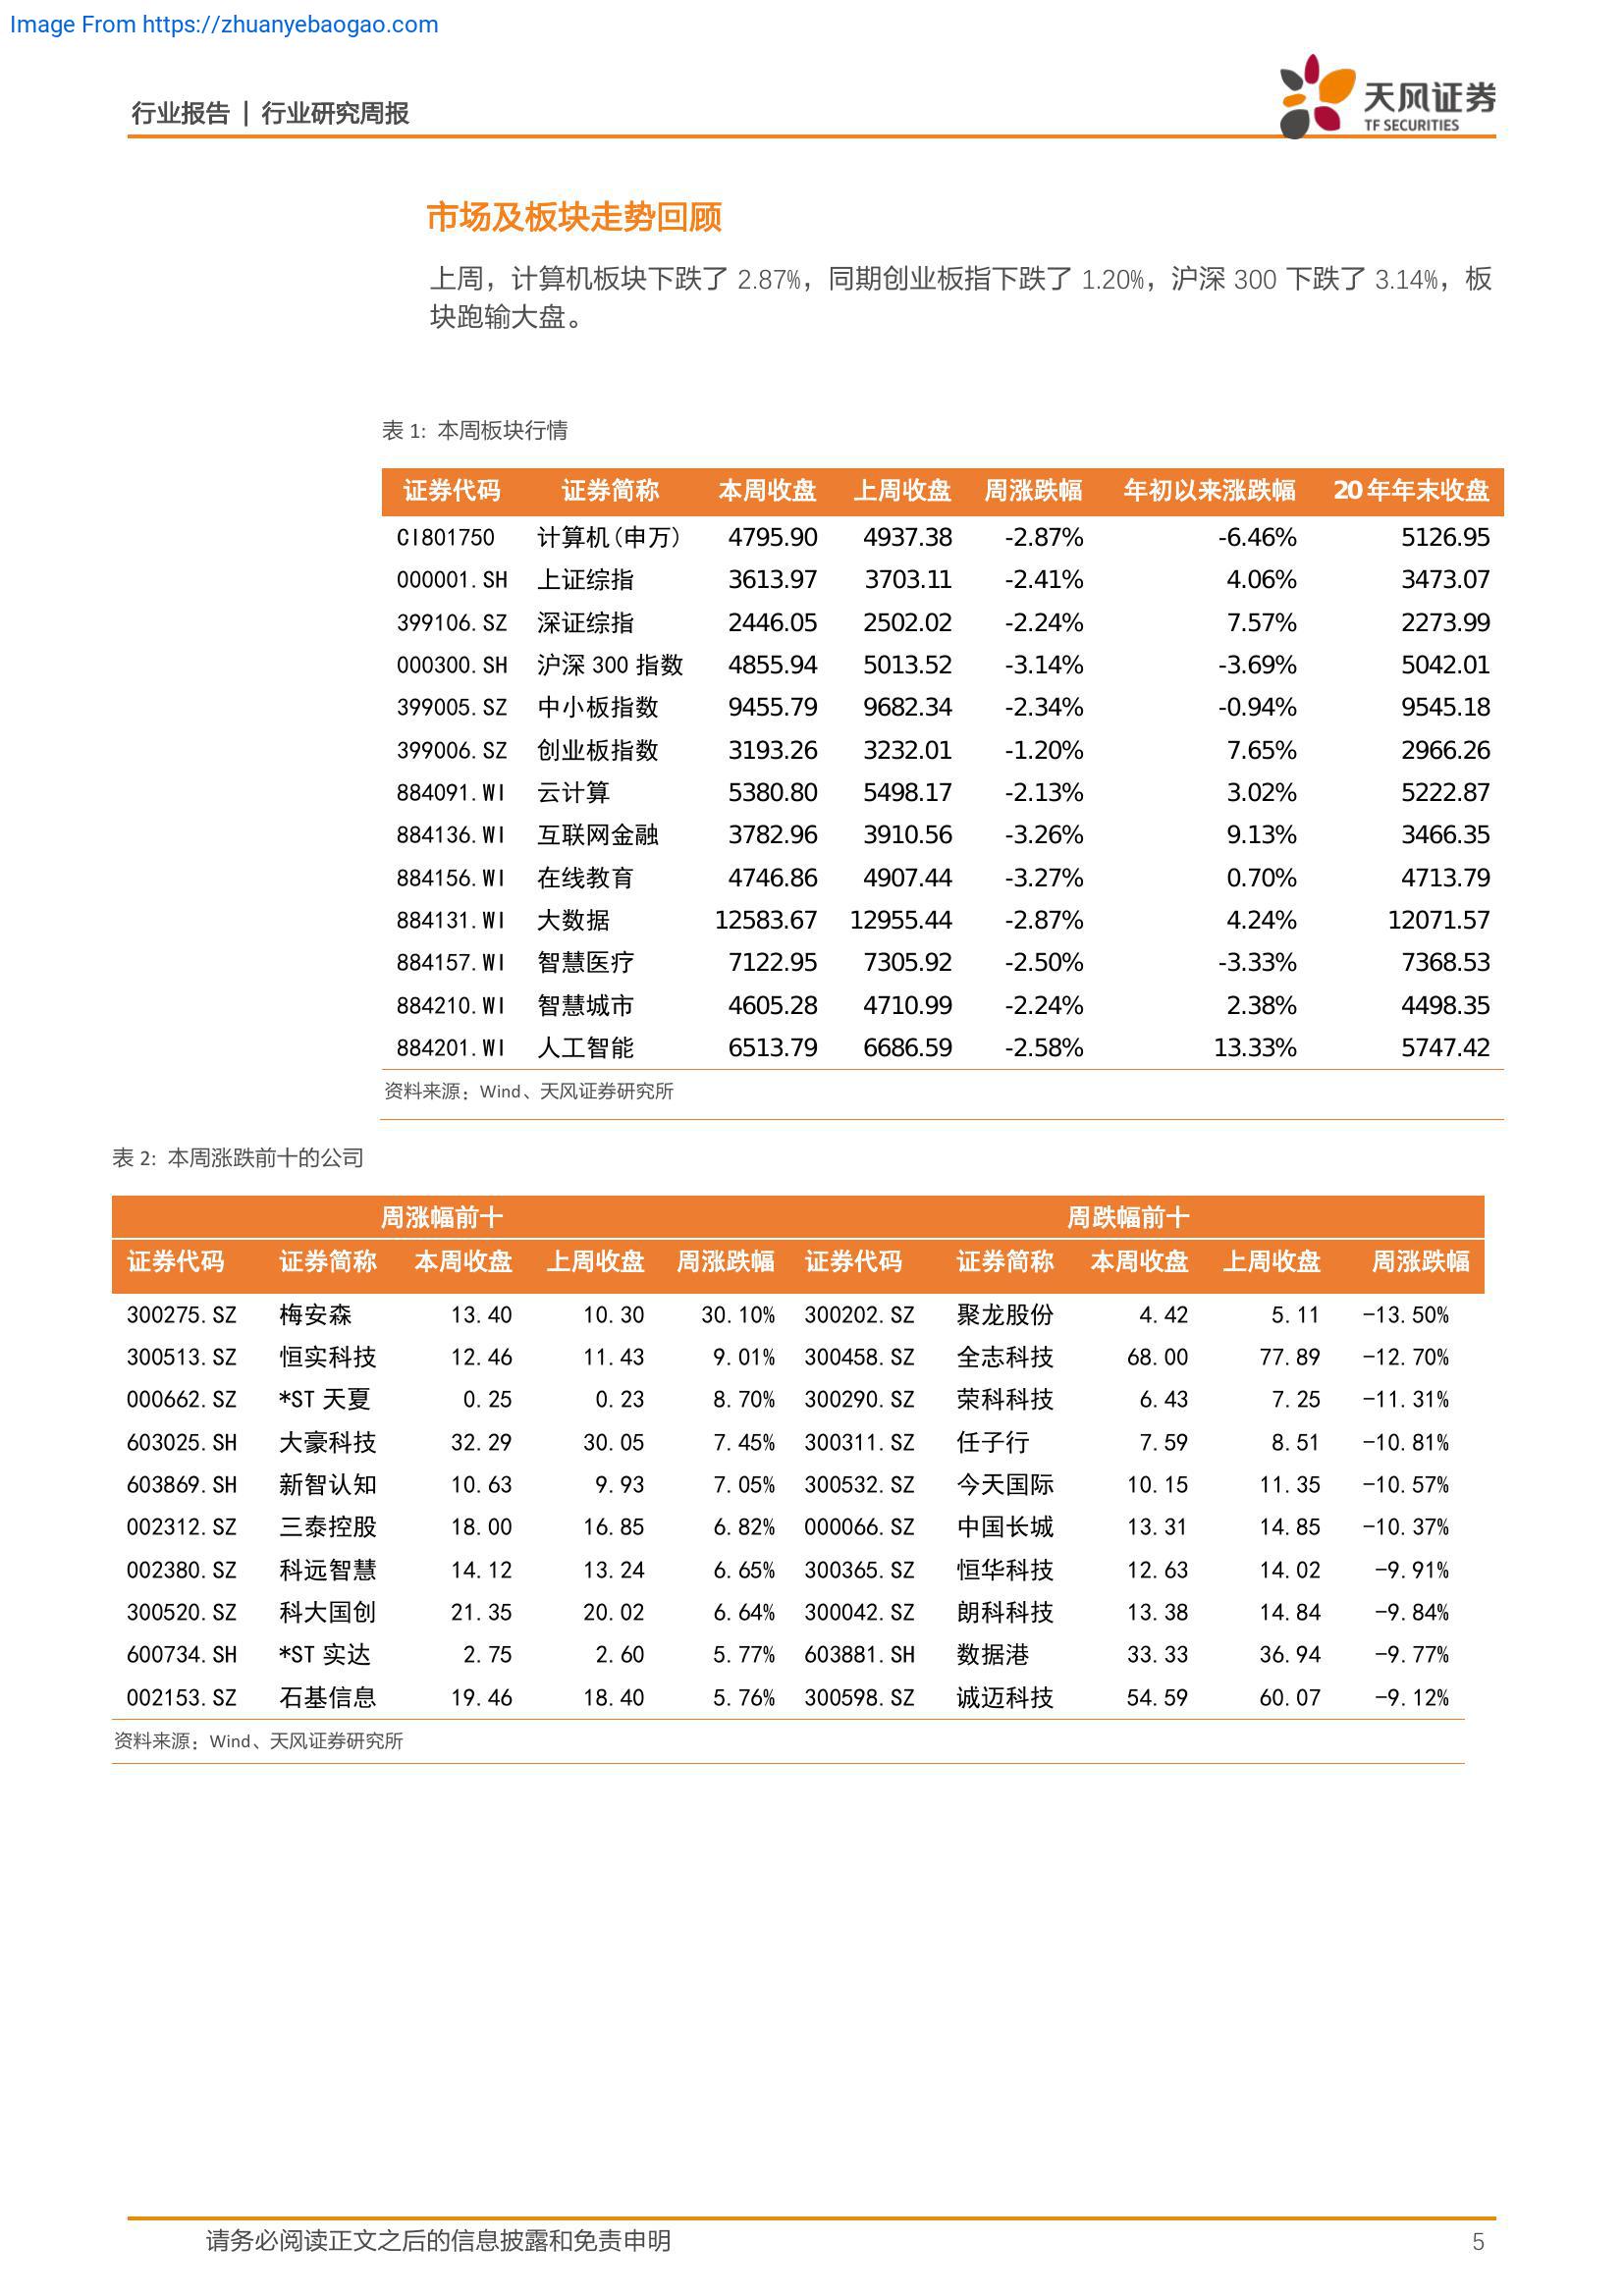 Image From https://zhuanyebaogao.com
行业报告 | 行业研究周报
天风证券
TF SECURITIES
市场及板块走势回顾
上周，计算机板块下跌了 2.87%，同期创业板指下跌了 1.20%，沪深 300 下跌了 3.14%，板
块跑输大盘。
表 1: 本周板块行情
证券代码 证券简称 本周收盘 上周收盘 周涨跌幅 年初以来涨跌幅 20 年年末收盘
CI801750 计算机(申万) 4795.90 4937.38 -2.87% -6.46% 5126.95
000001.SH 上证综指 3613.97 3703.11 -2.41% 4.06% 3473.07
399106.SZ 深证综指 2446.05 2502.02 -2.24% 7.57% 2273.99
000300.SH 沪深 300 指数 4855.94 5013.52 -3.14% -3.69% 5042.01
399005.SZ 中小板指数 9455.79 9682.34 -2.34% -0.94% 9545.18
399006.SZ 创业板指数 3193.26 3232.01 -1.20% 7.65% 2966.26
884091.WI 云计算 5380.80 5498.17 -2.13% 3.02% 5222.87
884136.WI 互联网金融 3782.96 3910.56 -3.26% 9.13% 3466.35
884156.WI 在线教育 4746.86 4907.44 -3.27% 0.70% 4713.79
884131.WI 大数据 12583.67 12955.44 -2.87% 4.24% 12071.57
884157.WI 智慧医疗 7122.95 7305.92 -2.50% -3.33% 7368.53
884210.WI 智慧城市 4605.28 4710.99 -2.24% 2.38% 4498.35
884201.WI 人工智能 6513.79 6686.59 -2.58% 13.33% 5747.42
资料来源：Wind、天风证券研究所
表 2: 本周涨跌前十的公司
周涨幅前十 周跌幅前十
证券代码 证券简称 本周收盘 上周收盘 周涨跌幅 证券代码 证券简称 本周收盘 上周收盘 周涨跌幅
300275.SZ 梅安森 13.40 10.30 30.10% 300202.SZ 聚龙股份 4.42 5.11 -13.50%
300513.SZ 恒实科技 12.46 11.43 9.01% 300458.SZ 全志科技 68.00 77.89 -12.70%
000662.SZ *ST 天夏 0.25 0.23 8.70% 300290.SZ 荣科科技 6.43 7.25 -11.31%
603025.SH 大豪科技 32.29 30.05 7.45% 300311.SZ 任子行 7.59 8.51 -10.81%
603869.SH 新智认知 10.63 9.93 7.05% 300532.SZ 今天国际 10.15 11.35 -10.57%
002312.SZ 三泰控股 18.00 16.85 6.82% 000066.SZ 中国长城 13.31 14.85 -10.37%
002380.SZ 科远智慧 14.12 13.24 6.65% 300365.SZ 恒华科技 12.63 14.02 -9.91%
300520.SZ 科大国创 21.35 20.02 6.64% 300042.SZ 朗科科技 13.38 14.84 -9.84%
600734.SH *ST 实达 2.75 2.60 5.77% 603881.SH 数据港 33.33 36.94 -9.77%
002153.SZ 石基信息 19.46 18.40 5.76% 300598.SZ 诚迈科技 54.59 60.07 -9.12%
资料来源：Wind、天风证券研究所
请务必阅读正文之后的信息披露和免责申明 5